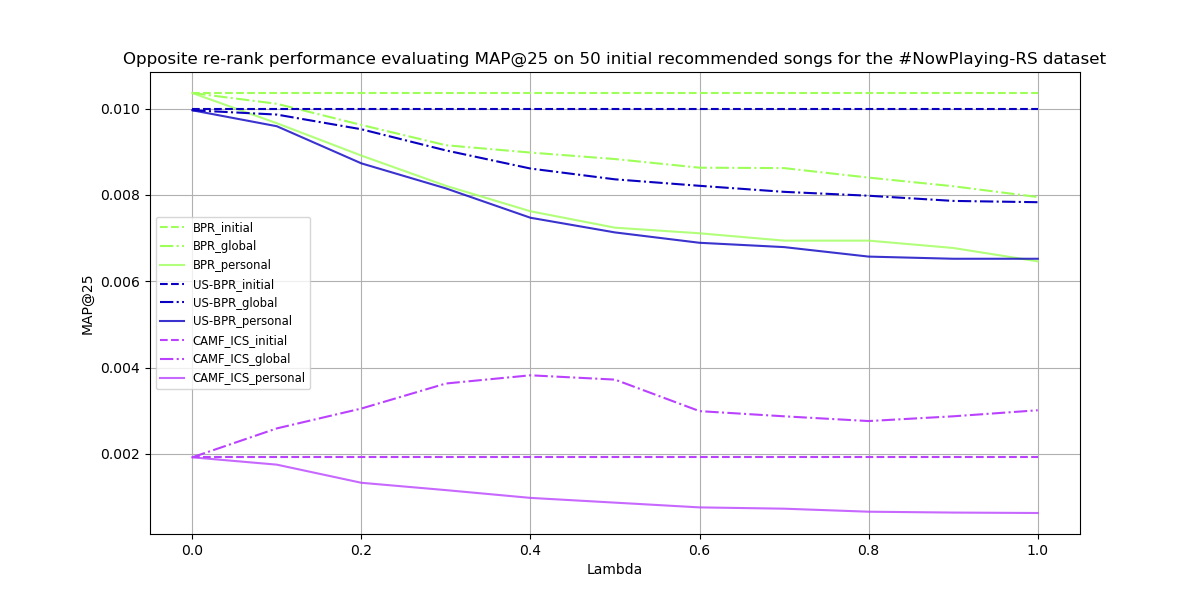 Opposite re-rank performance evaluating MAP@25 on 50 initial recommended songs for the #NowPlaying-RS dataset
0.010
0.008
0.006
0.004
0.002
MAP@25
BPR_initial
BPR_global
BPR_personal
US-BPR_initial
US-BPR_global
US-BPR_personal
CAMF_ICS_initial
CAMF_ICS_global
CAMF_ICS_personal
0.0 0.2 0.4 0.6 0.8 1.0
Lambda